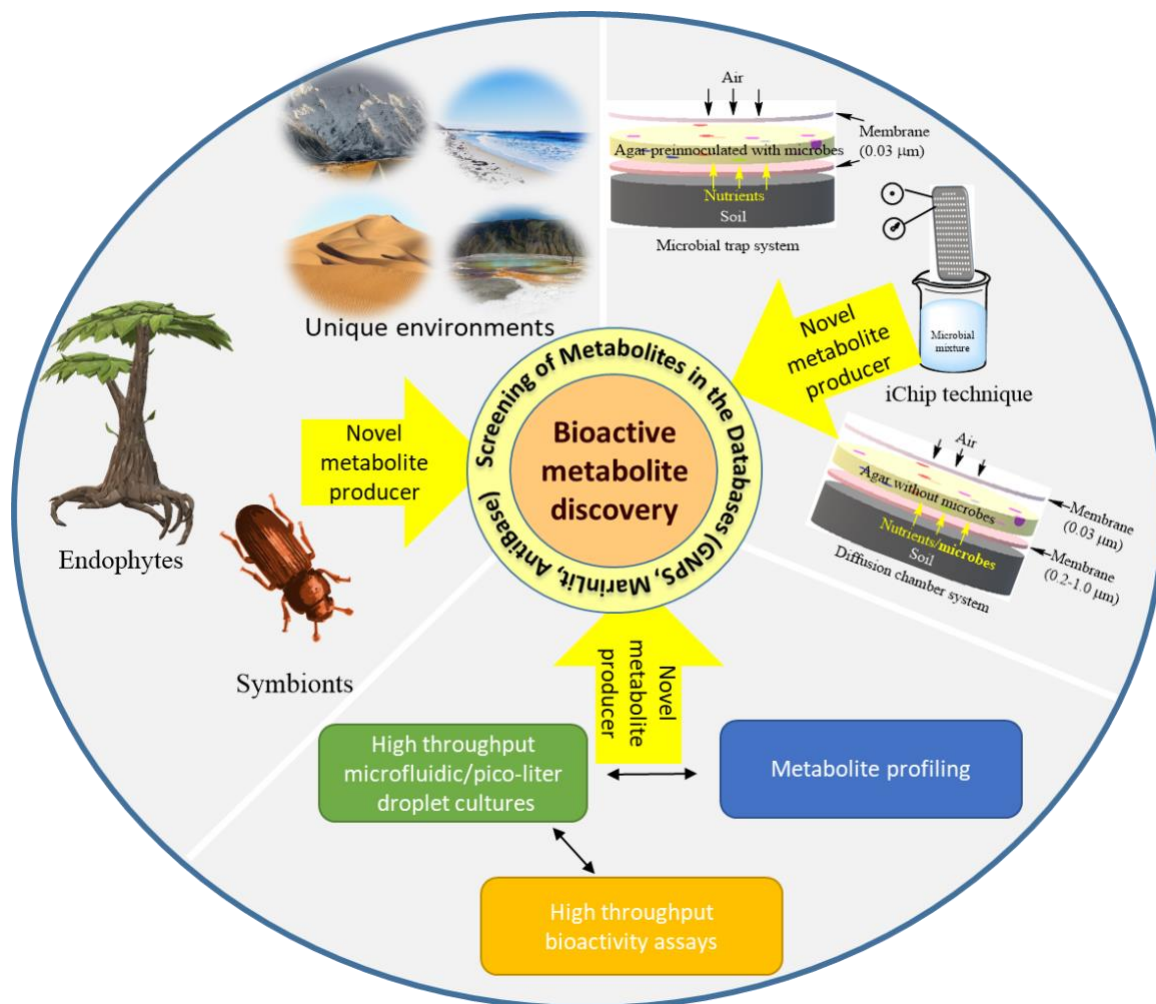 Unique environments
Endophytes
Symbionts
Novel
metabolite
producer
Air
Membrane
(0.03 μm)
Agar preinnoculated with microbes
Nutrients
Soil
Microbial trap system
Microbial
mixture
iChip technique
Novel
metabolite
producer
Air
Agar without microbes
Nutrients/microbes
Soil
Diffusion chamber system
Membrane
(0.03 μm)
Membrane
(0.2-1.0 μm)
Screening of Metabolites in the Databases (GNPS, MarinLit, AntiBase)
Bioactive
metabolite
discovery
Novel
metabolite
producer
High throughput
microfluidic/pico-liter
droplet cultures
Metabolite profiling
High throughput
bioactivity assays